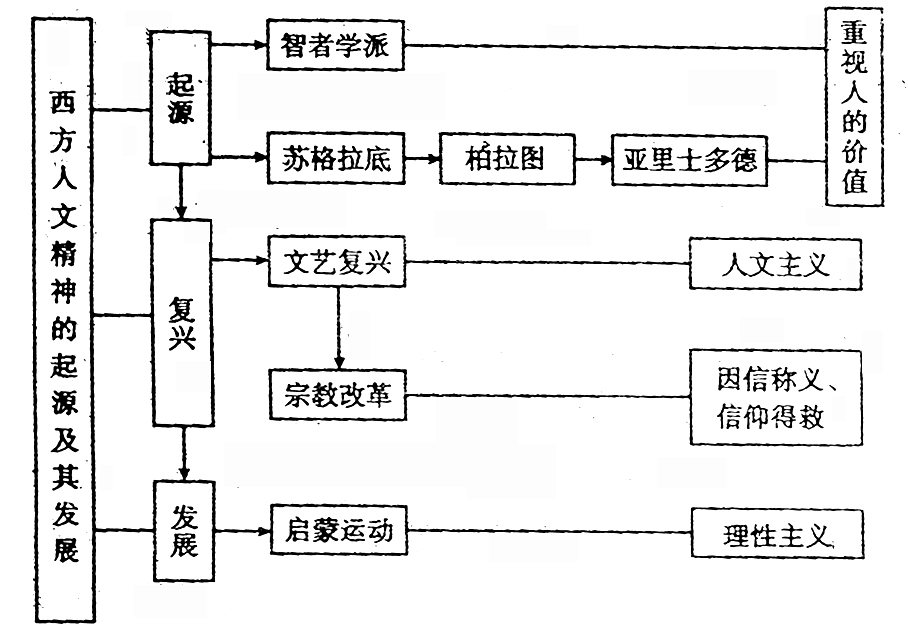 西方人文精神的起源及其发展
起源
智者学派
重视人的价值
苏格拉底
柏拉图
亚里士多德
复兴
文艺复兴
人文主义
宗教改革
因信称义、
信仰得救
发展
启蒙运动
理性主义